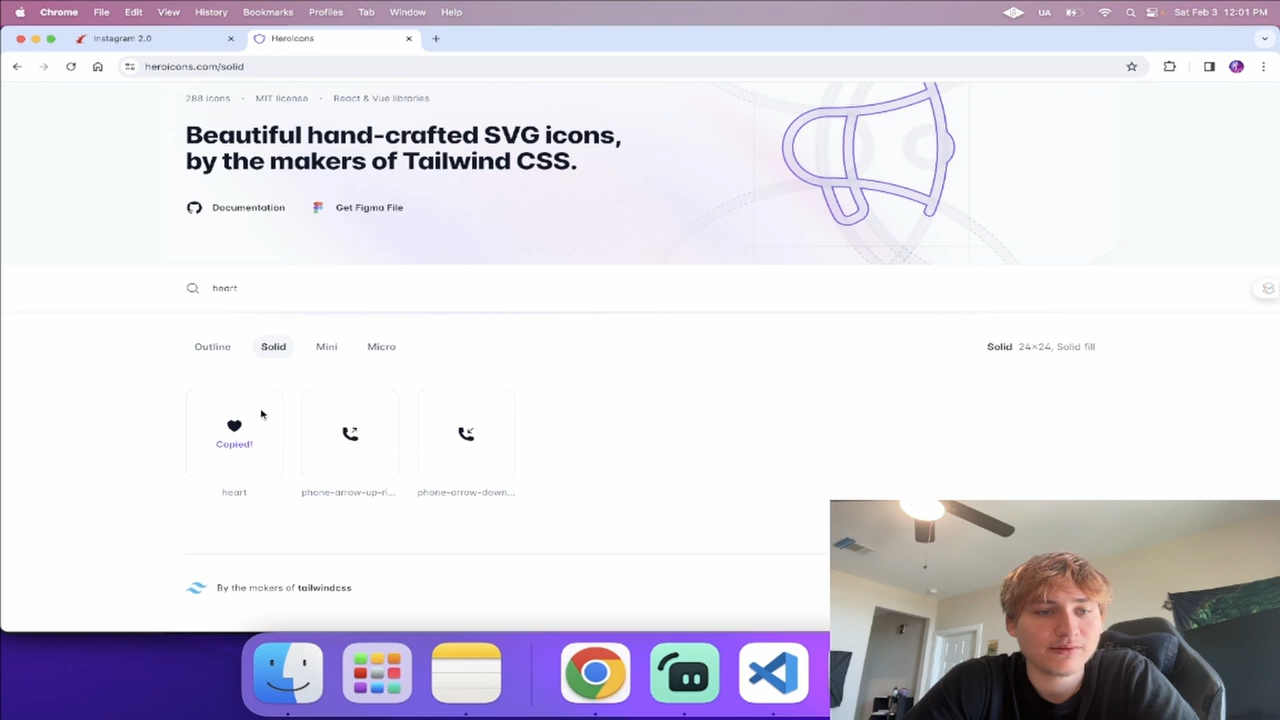 Chrome File Edit View History Bookmarks Profiles Tab Window Help
UA
Sat Feb 3 12:01 PM
Instagram 2.0
Heroicons
heroicons.com/solid
288 icons · MIT license · React & Vue libraries
Beautiful hand-crafted SVG icons,
by the makers of Tailwind CSS.
Documentation
Get Figma File
heart
Outline Solid Mini Micro
Solid 24×24, Solid fill
Copied!
heart
phone-arrow-up-ri...
phone-arrow-down...
By the makers of tailwindcss